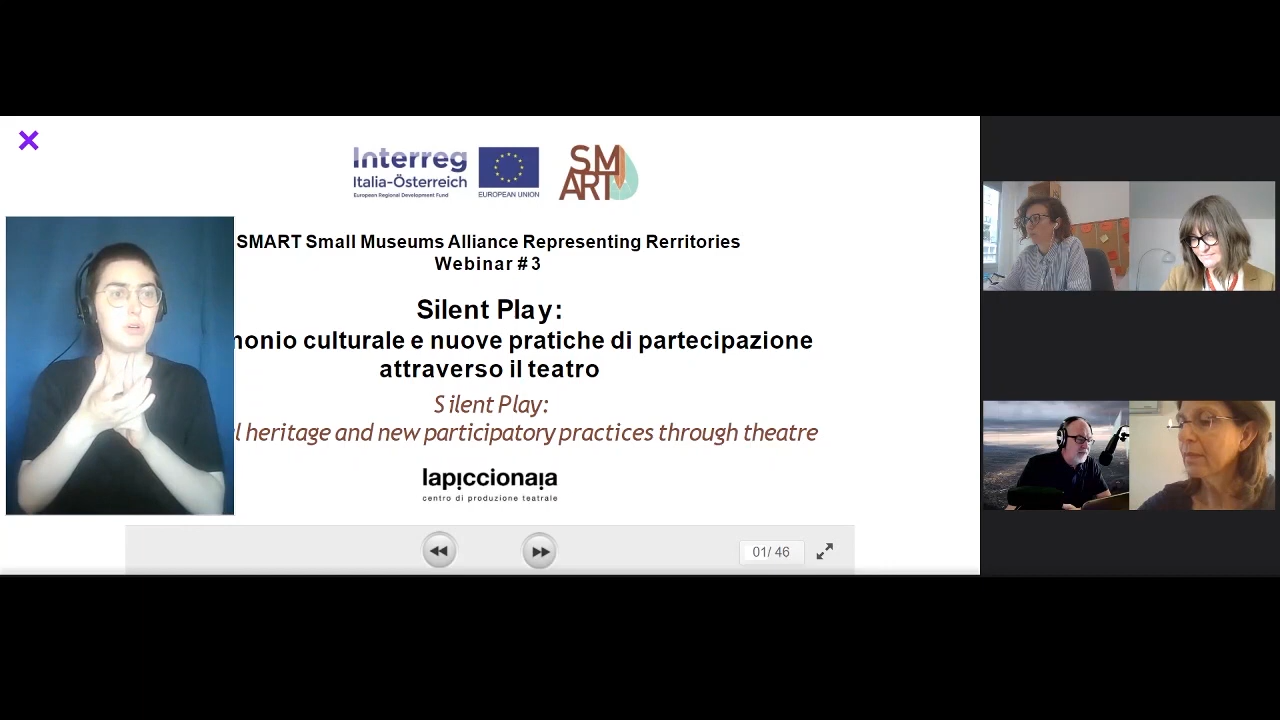 Interreg
Italia-Österreich
European Regional Development Fund
EUROPEAN UNION
SM
ART
SMART Small Museums Alliance Representing Rerritories
Webinar # 3
Silent Play:
monio culturale e nuove pratiche di partecipazione
attraverso il teatro
Silent Play:
l heritage and new participatory practices through theatre
lapiccionaia
centro di produzione teatrale
01/ 46